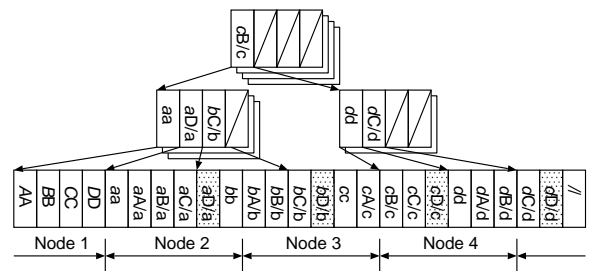 cB/c
aa aD/a bC/b dd dC/d
AA BB CC DD aa aA/a aB/a aC/a aD/a bb bA/b bB/b bC/b bD/b cc cA/c cB/c cC/c cD/c dd dA/d dB/d dC/d dD/d //
Node 1 Node 2 Node 3 Node 4